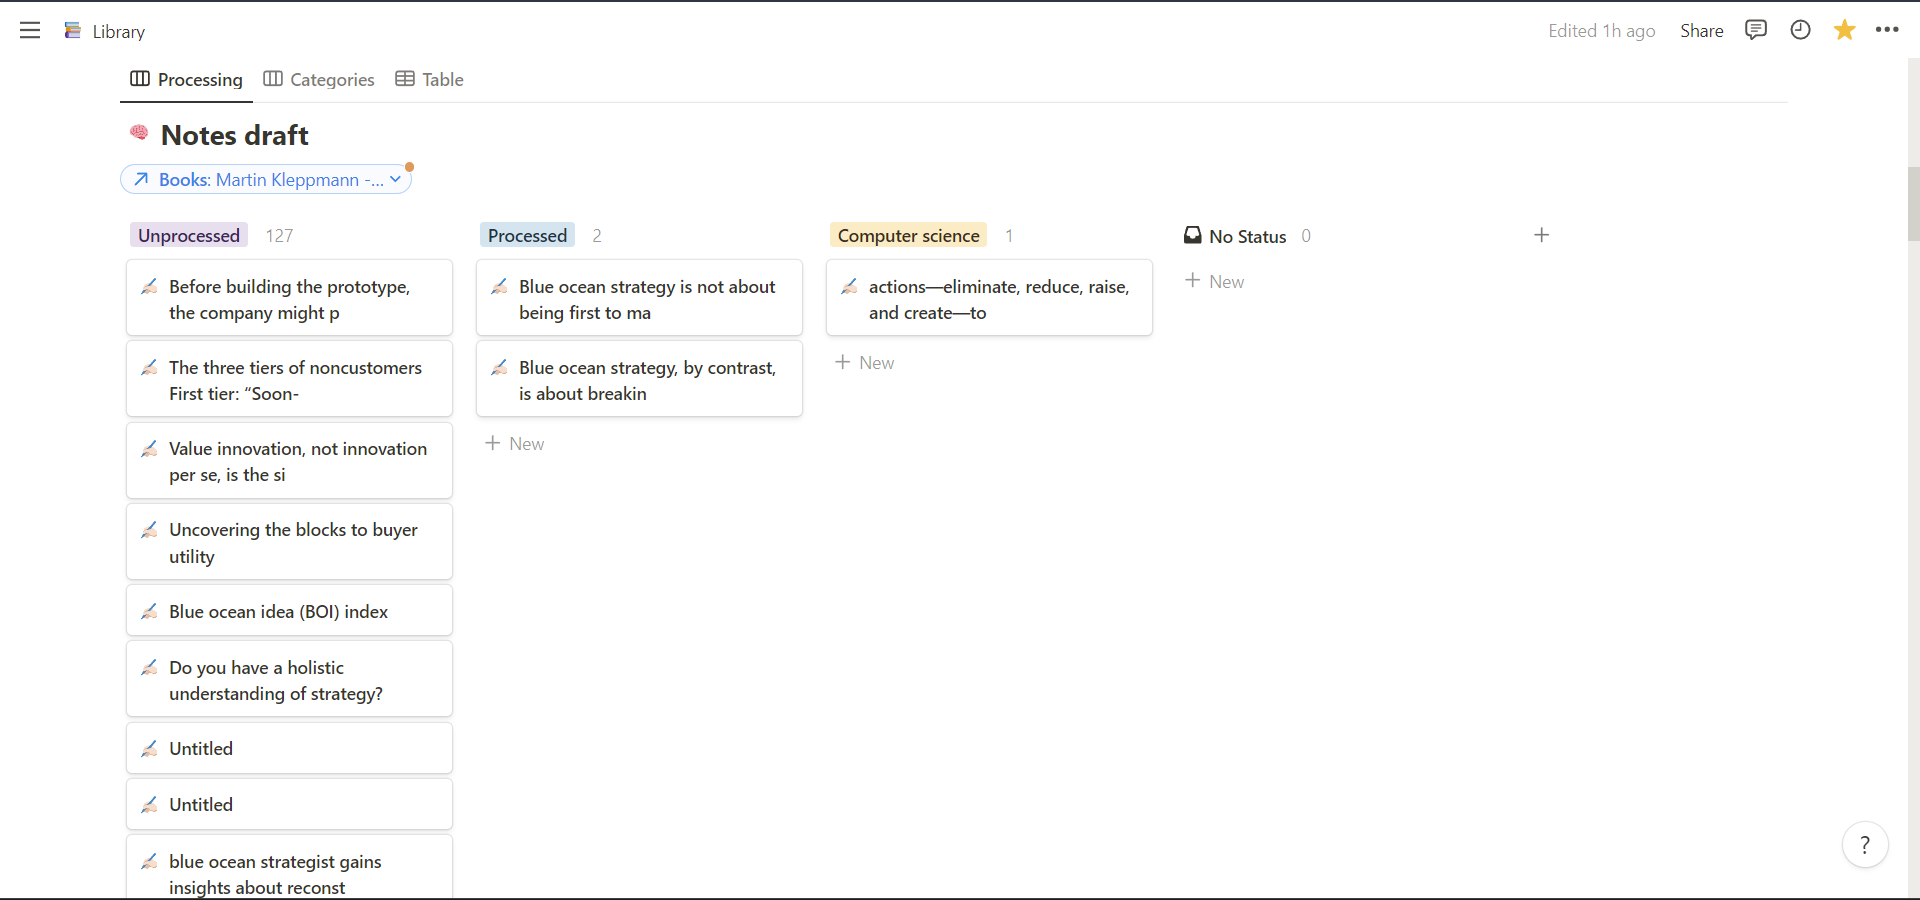 Library
Edited 1h ago
Share
Processing
Categories
Table
Notes draft
Books: Martin Kleppmann -...
Unprocessed 127
Before building the prototype,
the company might p
The three tiers of noncustomers
First tier: “Soon-
Value innovation, not innovation
per se, is the si
Uncovering the blocks to buyer
utility
Blue ocean idea (BOI) index
Do you have a holistic
understanding of strategy?
Untitled
Untitled
blue ocean strategist gains
insights about reconst
Processed 2
Blue ocean strategy is not about
being first to ma
Blue ocean strategy, by contrast,
is about breakin
New
Computer science 1
actions—eliminate, reduce, raise,
and create—to
New
No Status 0
New
?